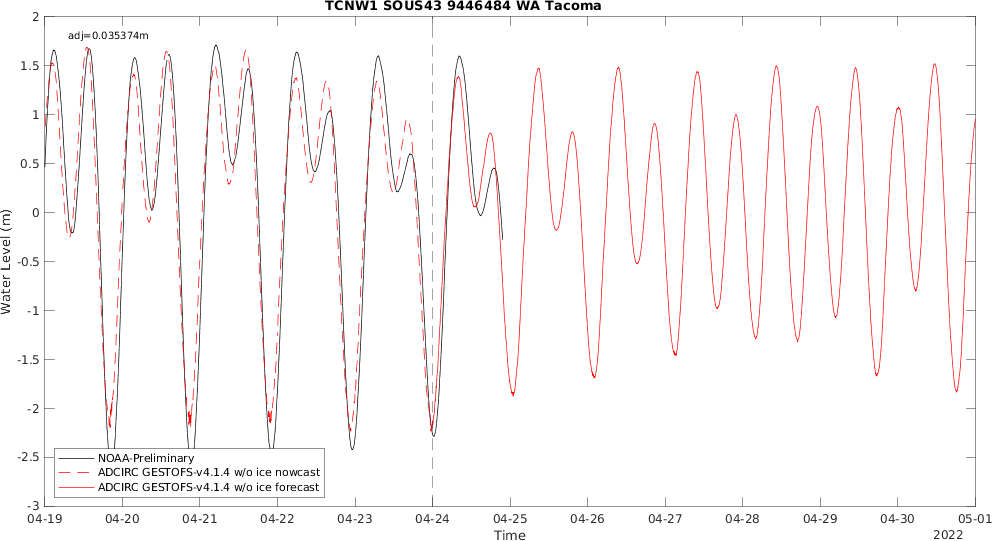 TCNW1 SOUS43 9446484 WA Tacoma
adj=0.035374m
Water Level (m)
2
1.5
1
0.5
0
-0.5
-1
-1.5
-2
-2.5
-3
NOAA-Preliminary
ADCIRC GESTOFS-v4.1.4 w/o ice nowcast
ADCIRC GESTOFS-v4.1.4 w/o ice forecast
04-19 04-20 04-21 04-22 04-23 04-24 04-25 04-26 04-27 04-28 04-29 04-30 05-01
Time
2022